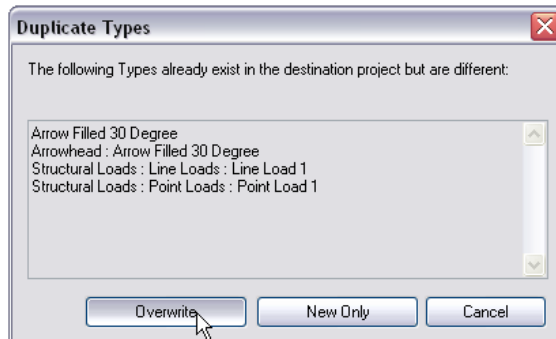 Duplicate Types
The following Types already exist in the destination project but are different:
Arrow Filled 30 Degree
Arrowhead : Arrow Filled 30 Degree
Structural Loads : Line Loads : Line Load 1
Structural Loads : Point Loads : Point Load 1
Overwrite
New Only
Cancel